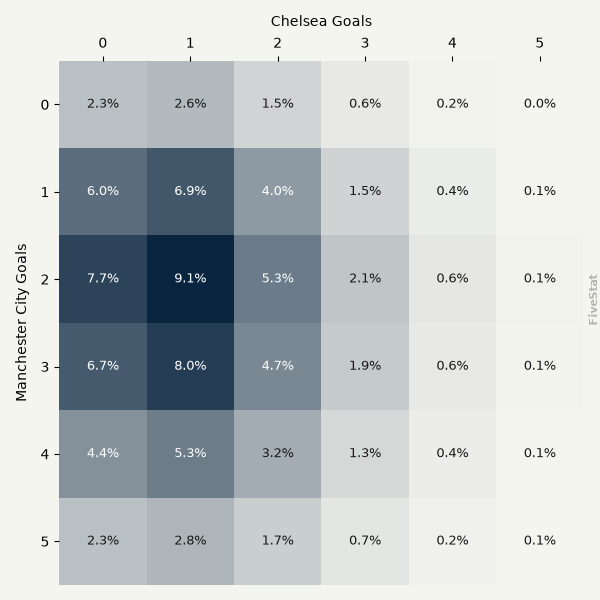 Chelsea Goals
0 1 2 3 4 5
0 2.3% 2.6% 1.5% 0.6% 0.2% 0.0%
1 6.0% 6.9% 4.0% 1.5% 0.4% 0.1%
2 7.7% 9.1% 5.3% 2.1% 0.6% 0.1%
3 6.7% 8.0% 4.7% 1.9% 0.6% 0.1%
4 4.4% 5.3% 3.2% 1.3% 0.4% 0.1%
5 2.3% 2.8% 1.7% 0.7% 0.2% 0.1%
Manchester City Goals
FiveStat